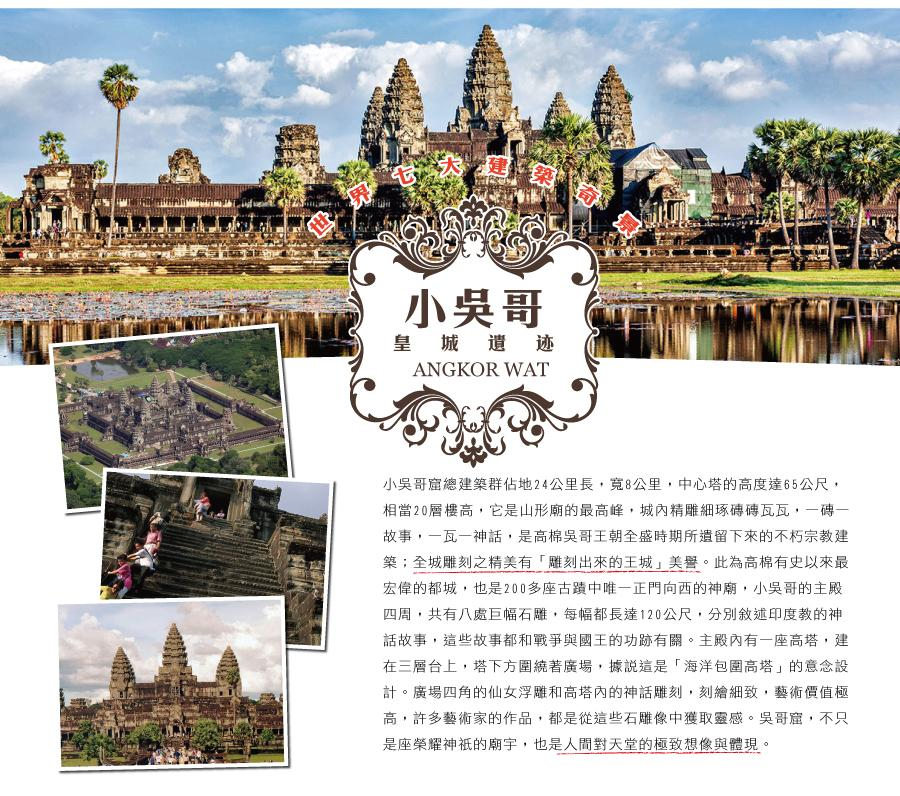 世界七大建築奇景
小吳哥
皇城遺迹
ANGKOR WAT
小吳哥窟總建築群佔地24公里長，寬8公里，中心塔的高度達65公尺，
相當20層樓高，它是山形廟的最高峰，城內精雕細琢磚磚瓦瓦，一磚一
故事，一瓦一神話，是高棉吳哥王朝全盛時期所遺留下來的不朽宗教建
築；全城雕刻之精美有「雕刻出來的王城」美譽。此為高棉有史以來最
宏偉的都城，也是200多座古蹟中唯一正門向西的神廟，小吳哥的主殿
四周，共有八處巨幅石雕，每幅都長達120公尺，分別敘述印度教的神
話故事，這些故事都和戰爭與國王的功跡有關。主殿內有一座高塔，建
在三層台上，塔下方圍繞著廣場，據說這是「海洋包圍高塔」的意念設
計。廣場四角的仙女浮雕和高塔內的神話雕刻，刻繪細致，藝術價值極
高，許多藝術家的作品，都是從這些石雕像中獲取靈感。吳哥窟，不只
是座榮耀神祇的廟宇，也是人間對天堂的極致想像與體現。